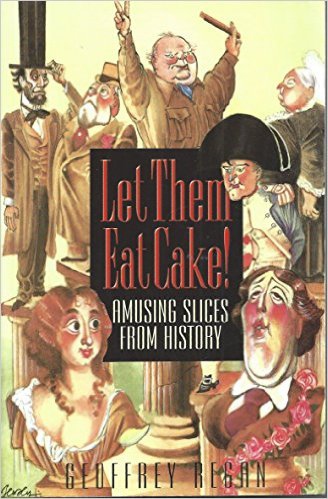 Let Them
Eat Cake!
AMUSING SLICES
FROM HISTORY
GEOFFREY REGAN